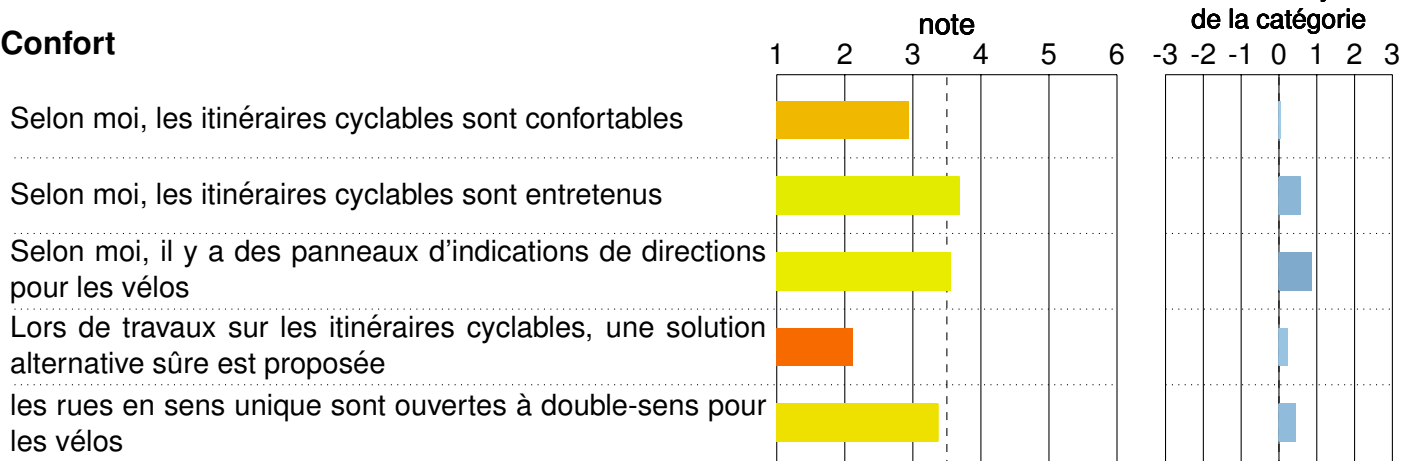 note
de la catégorie
Confort
1 2 3 4 5 6
-3 -2 -1 0 1 2 3
Selon moi, les itinéraires cyclables sont confortables
Selon moi, les itinéraires cyclables sont entretenus
Selon moi, il y a des panneaux d’indications de directions
pour les vélos
Lors de travaux sur les itinéraires cyclables, une solution
alternative sûre est proposée
les rues en sens unique sont ouvertes à double-sens pour
les vélos